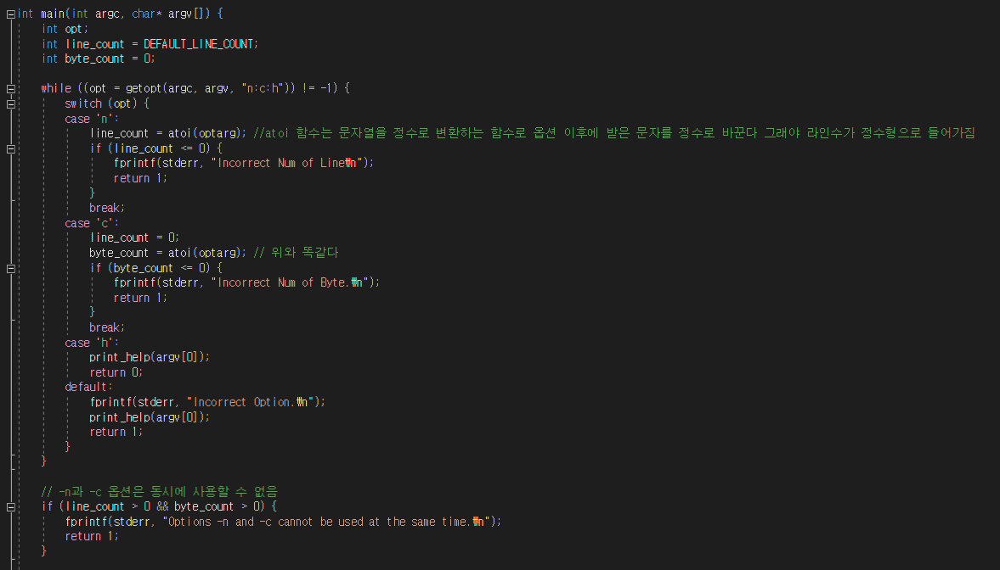 int main(int argc, char* argv[]) {
int opt;
int line_count = DEFAULT_LINE_COUNT;
int byte_count = 0;
while ((opt = getopt(argc, argv, "n:c:h")) != -1) {
switch (opt) {
case 'n':
line_count = atoi(optarg); //atoi 함수는 문자열을 정수로 변환하는 함수로 옵션 이후에 받은 문자를 정수로 바꾼다 그래야 라인수가 정수형으로 들어가짐
if (line_count <= 0) {
fprintf(stderr, "Incorrect Num of Line₩n");
return 1;
}
break;
case 'c':
line_count = 0;
byte_count = atoi(optarg); // 위와 똑같다
if (byte_count <= 0) {
fprintf(stderr, "Incorrect Num of Byte.₩n");
return 1;
}
break;
case 'h':
print_help(argv[0]);
return 0;
default:
fprintf(stderr, "Incorrect Option.₩n");
print_help(argv[0]);
return 1;
}
}
// -n과 -c 옵션은 동시에 사용할 수 없음
if (line_count > 0 && byte_count > 0) {
fprintf(stderr, "Options -n and -c cannot be used at the same time.₩n");
return 1;
}